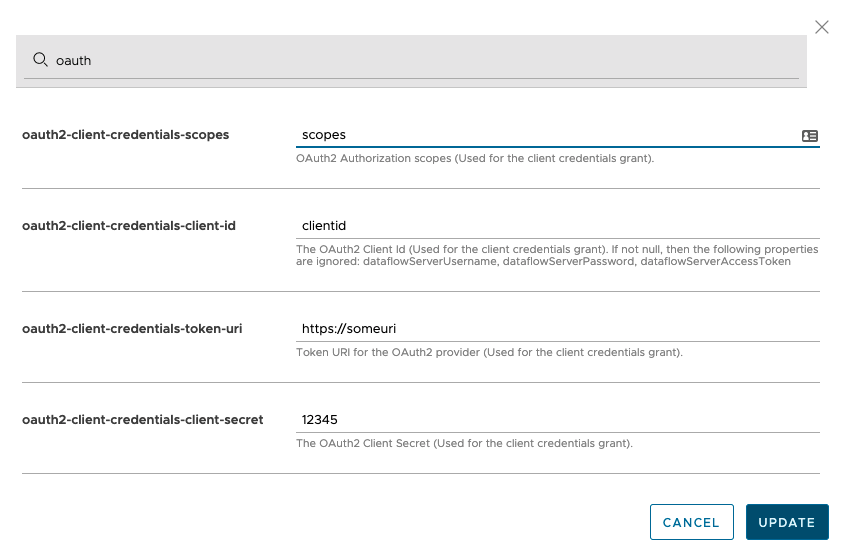 oauth
oauth2-client-credentials-scopes
scopes
OAuth2 Authorization scopes (Used for the client credentials grant).
oauth2-client-credentials-client-id
clientid
The OAuth2 Client Id (Used for the client credentials grant). If not null, then the following properties
are ignored: dataflowServerUsername, dataflowServerPassword, dataflowServerAccessToken
oauth2-client-credentials-token-uri
https://someuri
Token URI for the OAuth2 provider (Used for the client credentials grant).
oauth2-client-credentials-client-secret
12345
The OAuth2 Client Secret (Used for the client credentials grant).
CANCEL
UPDATE